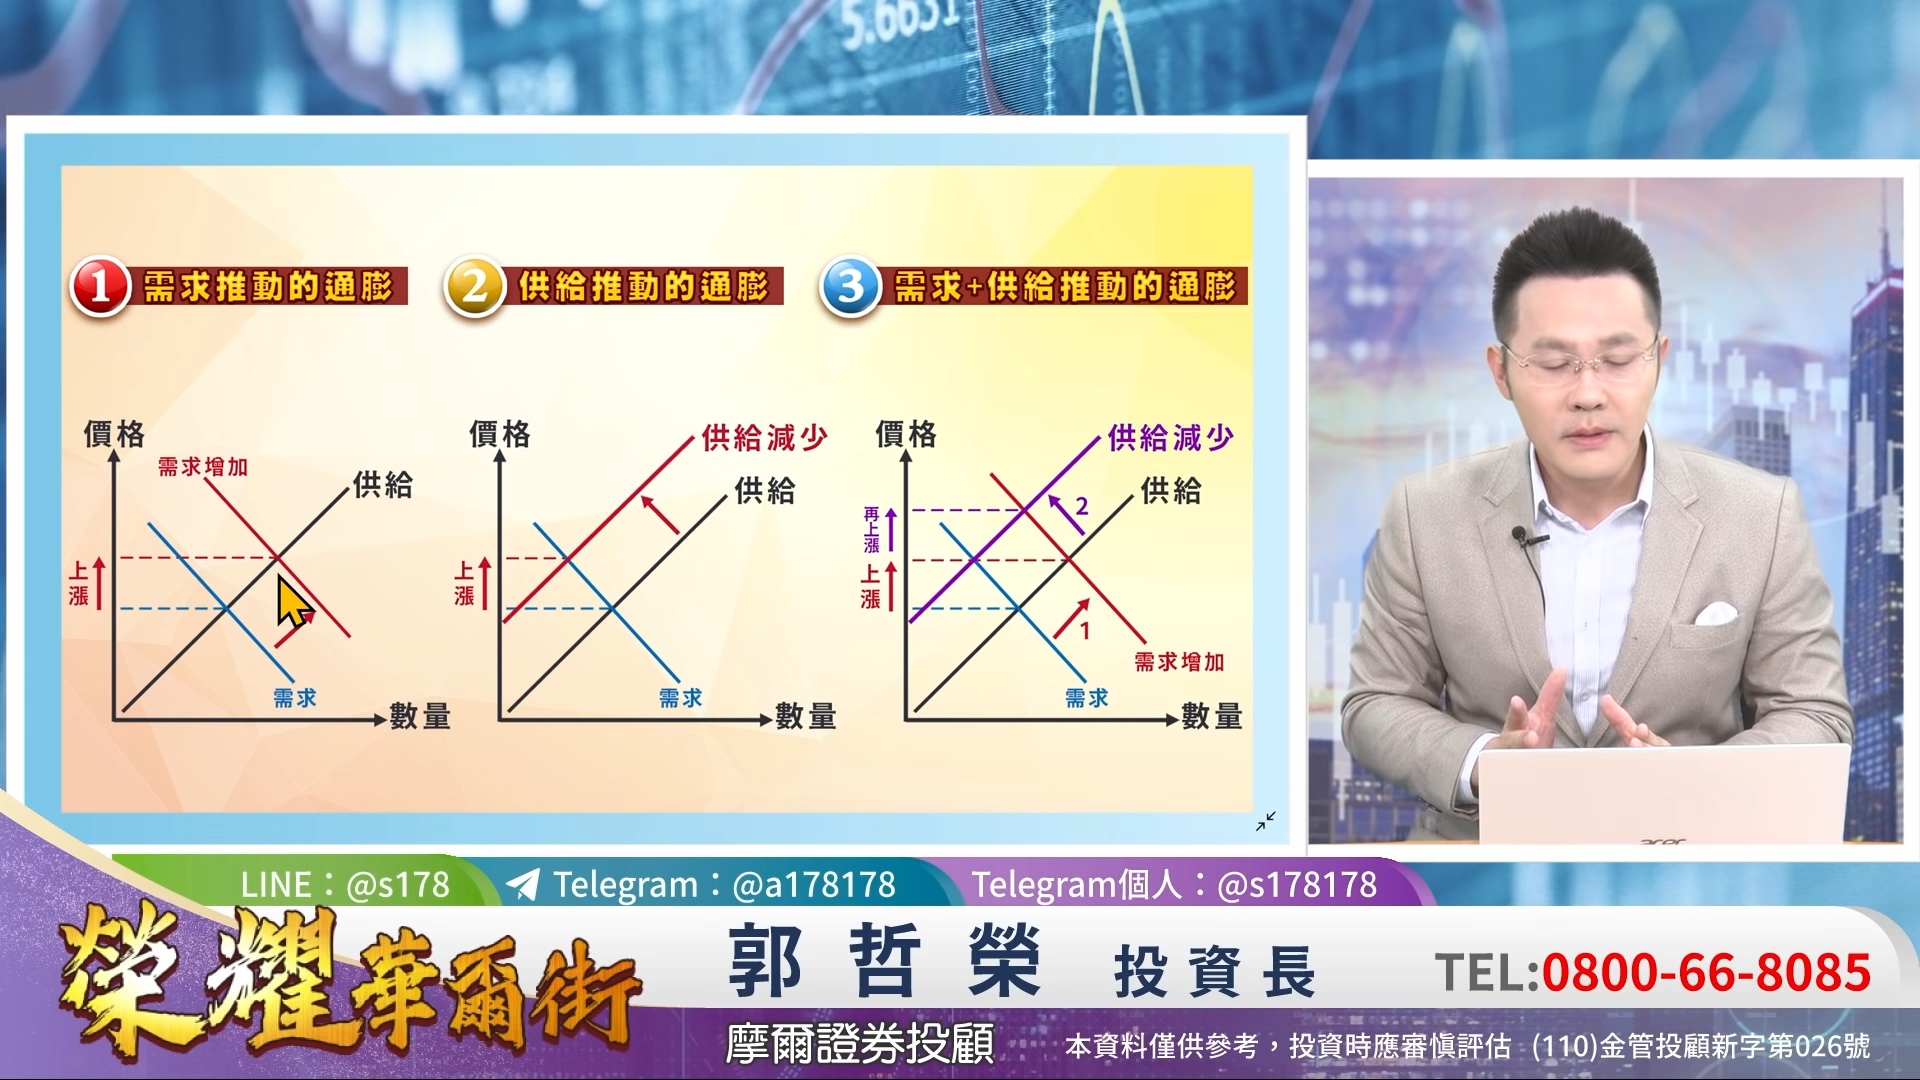 5.6631
1 需求推動的通膨
2 供給推動的通膨
3 需求+供給推動的通膨
價格
需求增加
供給
上漲
需求
數量
價格
供給減少
供給
上漲
需求
數量
價格
供給減少
供給
再上漲
2
上漲
1
需求增加
需求
數量
acer
LINE：@s178
Telegram：@a178178
Telegram個人：@s178178
榮耀華爾街
郭哲榮 投資長
TEL:0800-66-8085
摩爾證券投顧
本資料僅供參考，投資時應審慎評估 (110)金管投顧新字第026號